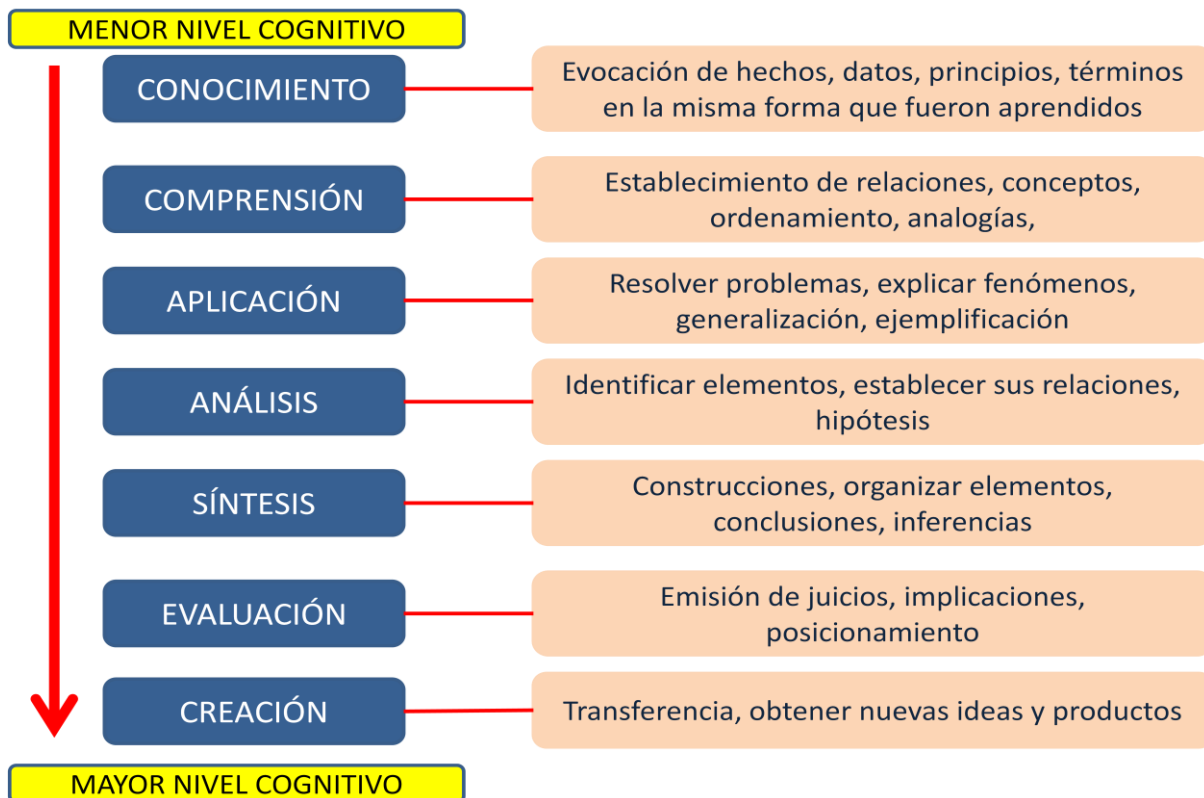 MENOR NIVEL COGNITIVO
CONOCIMIENTO
Evocación de hechos, datos, principios, términos
en la misma forma que fueron aprendidos
COMPRENSIÓN
Establecimiento de relaciones, conceptos,
ordenamiento, analogías,
APLICACIÓN
Resolver problemas, explicar fenómenos,
generalización, ejemplificación
ANÁLISIS
Identificar elementos, establecer sus relaciones,
hipótesis
SÍNTESIS
Construcciones, organizar elementos,
conclusiones, inferencias
EVALUACIÓN
Emisión de juicios, implicaciones,
posicionamiento
CREACIÓN
Transferencia, obtener nuevas ideas y productos
MAYOR NIVEL COGNITIVO